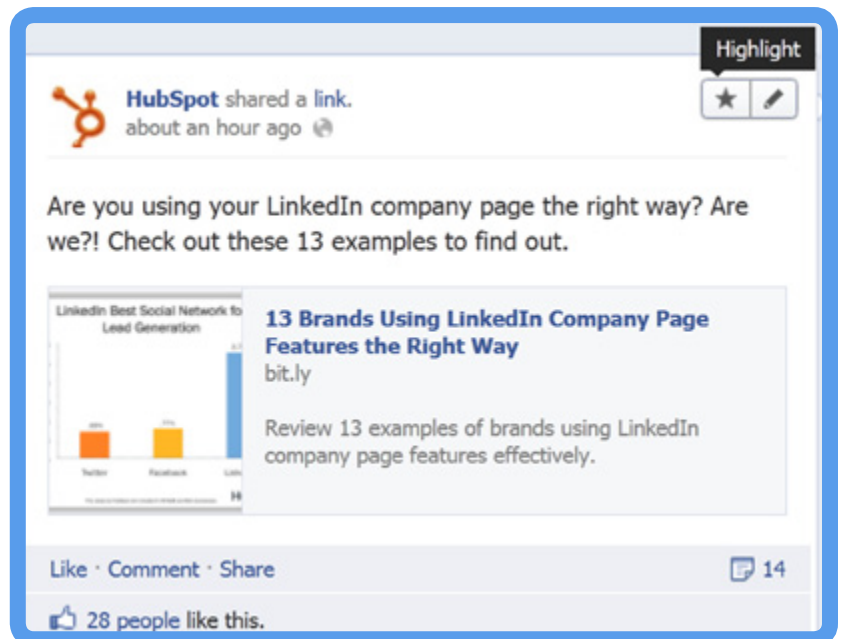 Highlight
HubSpot shared a link.
about an hour ago
Are you using your LinkedIn company page the right way? Are
we?! Check out these 13 examples to find out.
LinkedIn Best Social Network fo
Lead Generation
Twitter
Facebook
13 Brands Using LinkedIn Company Page
Features the Right Way
bit.ly
Review 13 examples of brands using LinkedIn
company page features effectively.
Like · Comment · Share
14
28 people like this.